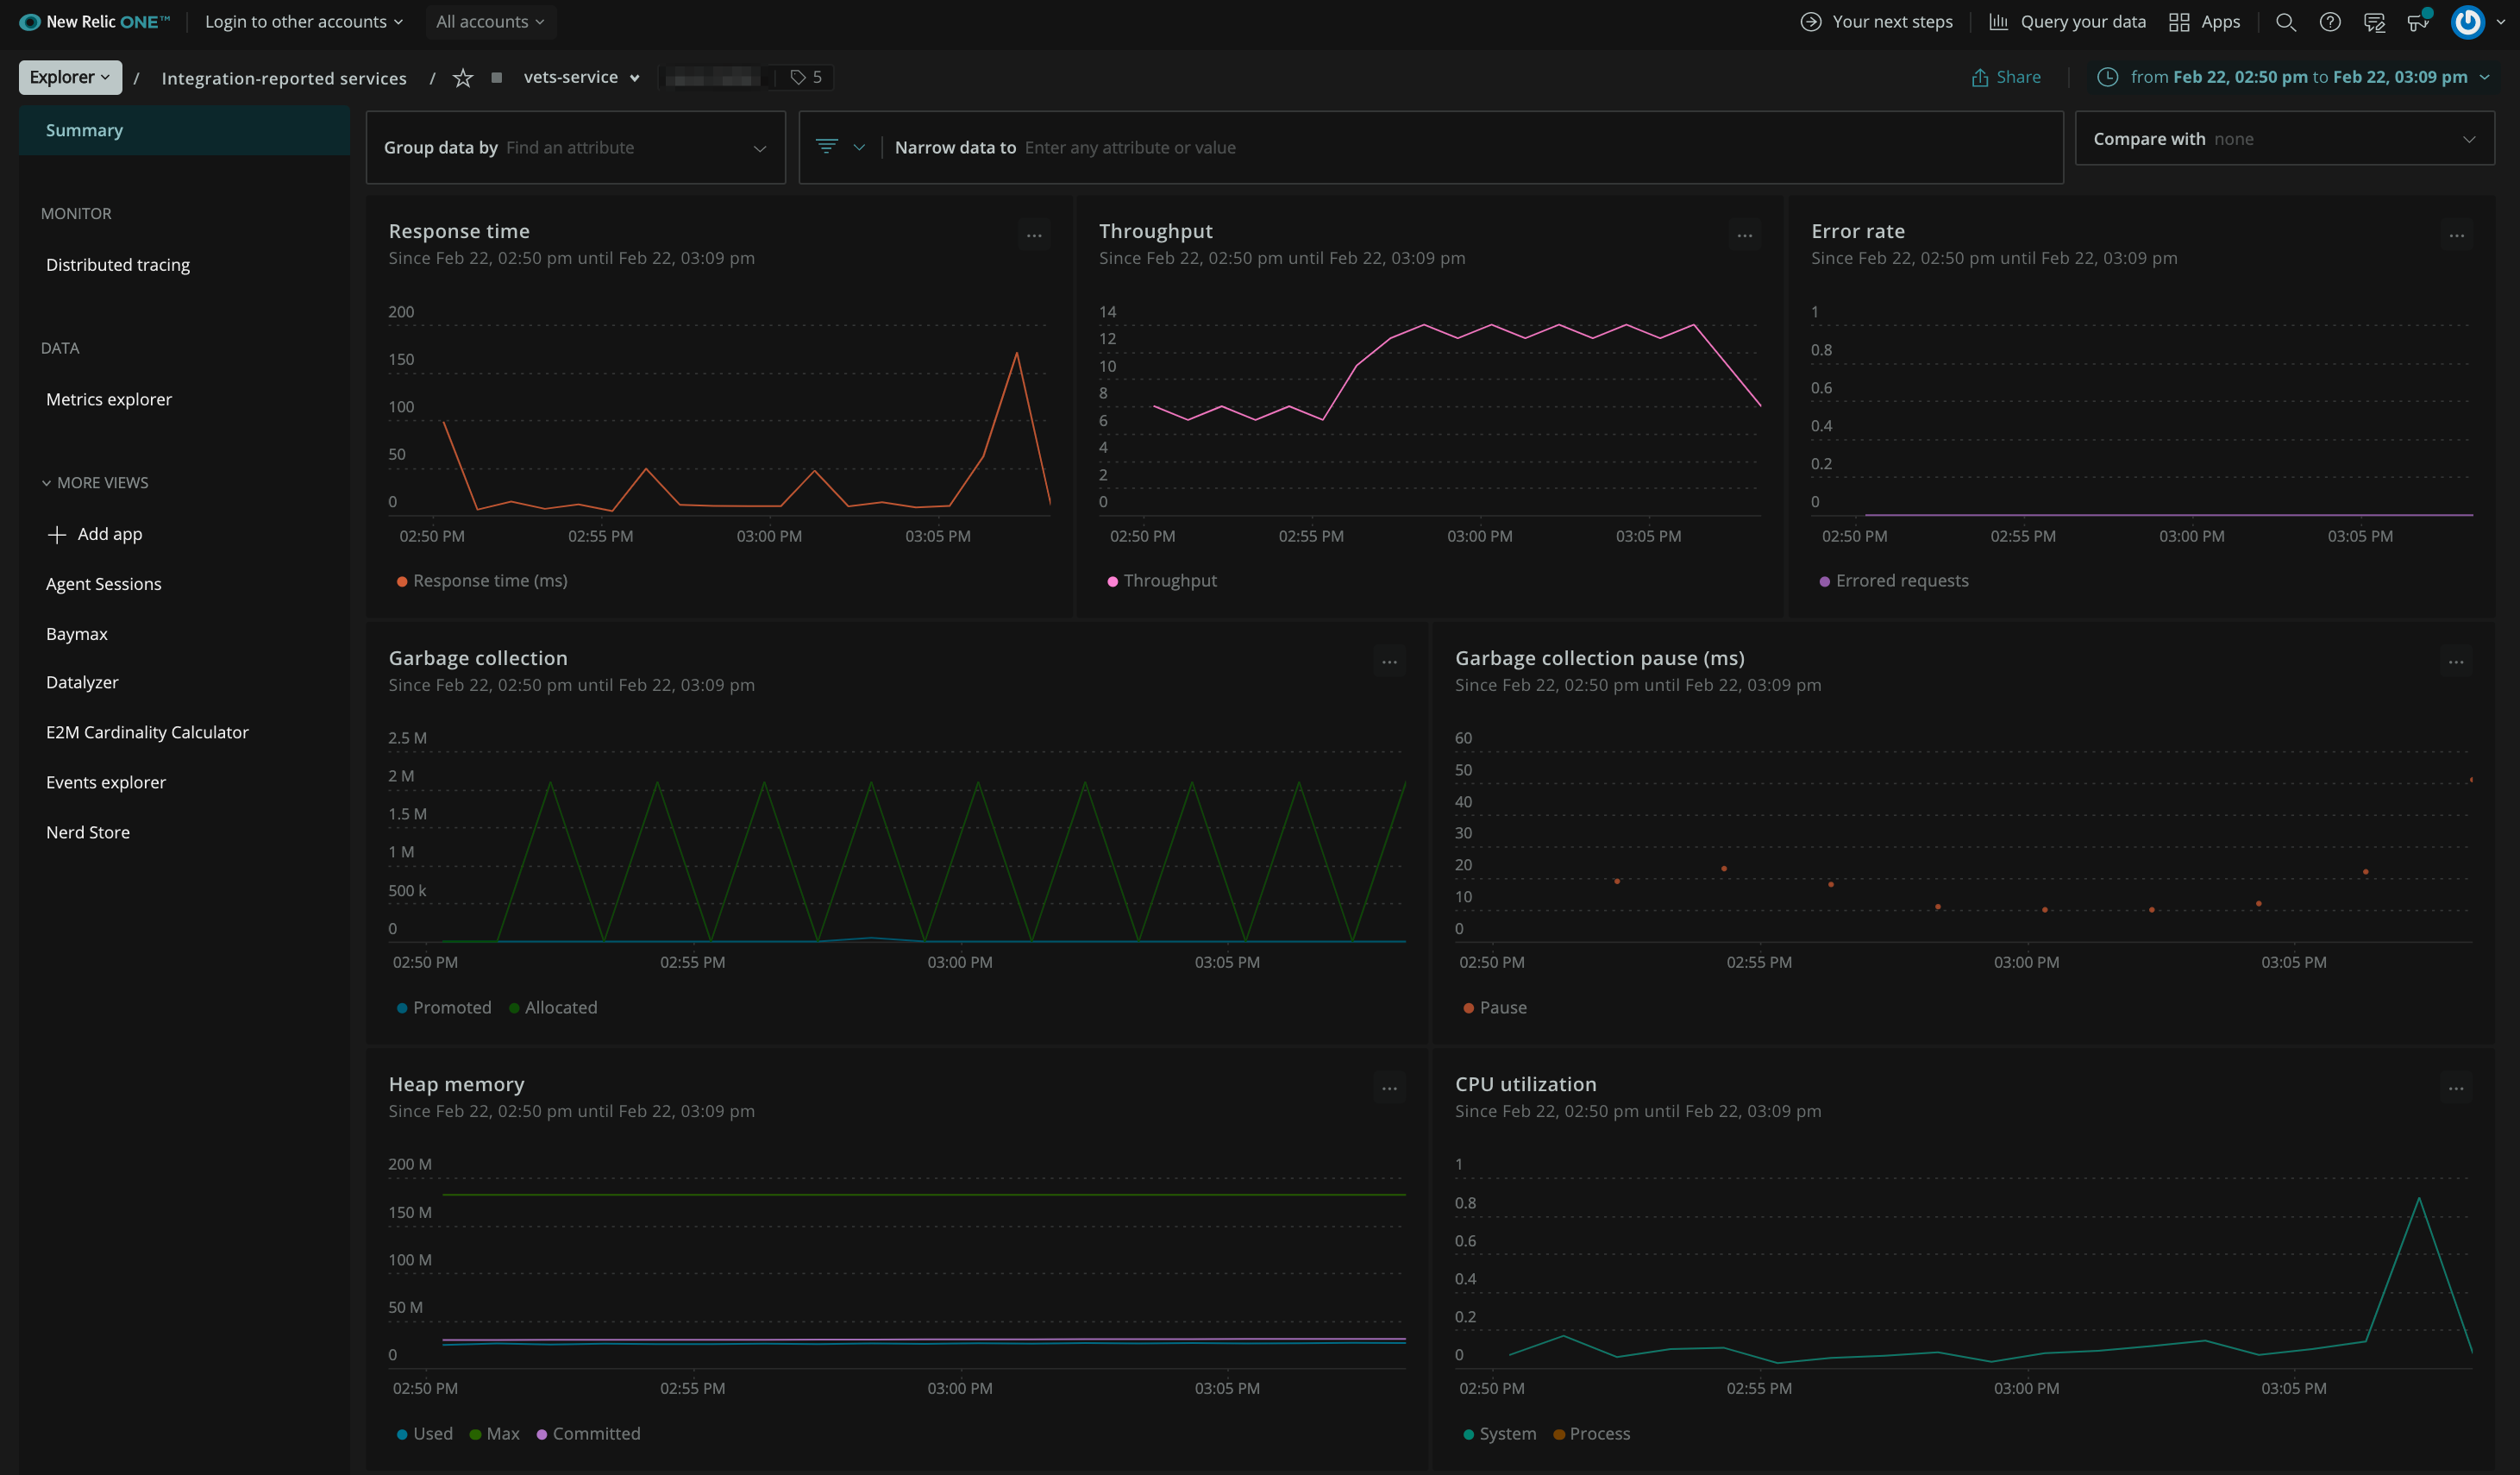 New Relic ONE™
Login to other accounts
All accounts
Your next steps
Query your data
Apps
Explorer
/
Integration-reported services
/
vets-service
5
Share
from Feb 22, 02:50 pm to Feb 22, 03:09 pm
Summary
MONITOR
Distributed tracing
DATA
Metrics explorer
MORE VIEWS
Add app
Agent Sessions
Baymax
Datalyzer
E2M Cardinality Calculator
Events explorer
Nerd Store
Group data by Find an attribute
Narrow data to Enter any attribute or value
Compare with none
Response time
Since Feb 22, 02:50 pm until Feb 22, 03:09 pm
200
150
100
50
0
02:50 PM 02:55 PM 03:00 PM 03:05 PM
Response time (ms)
Throughput
Since Feb 22, 02:50 pm until Feb 22, 03:09 pm
14
12
10
8
6
4
2
0
02:50 PM 02:55 PM 03:00 PM 03:05 PM
Throughput
Error rate
Since Feb 22, 02:50 pm until Feb 22, 03:09 pm
1
0.8
0.6
0.4
0.2
0
02:50 PM 02:55 PM 03:00 PM 03:05 PM
Errored requests
Garbage collection
Since Feb 22, 02:50 pm until Feb 22, 03:09 pm
2.5 M
2 M
1.5 M
1 M
500 k
0
02:50 PM 02:55 PM 03:00 PM 03:05 PM
Promoted Allocated
Garbage collection pause (ms)
Since Feb 22, 02:50 pm until Feb 22, 03:09 pm
60
50
40
30
20
10
0
02:50 PM 02:55 PM 03:00 PM 03:05 PM
Pause
Heap memory
Since Feb 22, 02:50 pm until Feb 22, 03:09 pm
200 M
150 M
100 M
50 M
0
02:50 PM 02:55 PM 03:00 PM 03:05 PM
Used Max Committed
CPU utilization
Since Feb 22, 02:50 pm until Feb 22, 03:09 pm
1
0.8
0.6
0.4
0.2
0
02:50 PM 02:55 PM 03:00 PM 03:05 PM
System Process